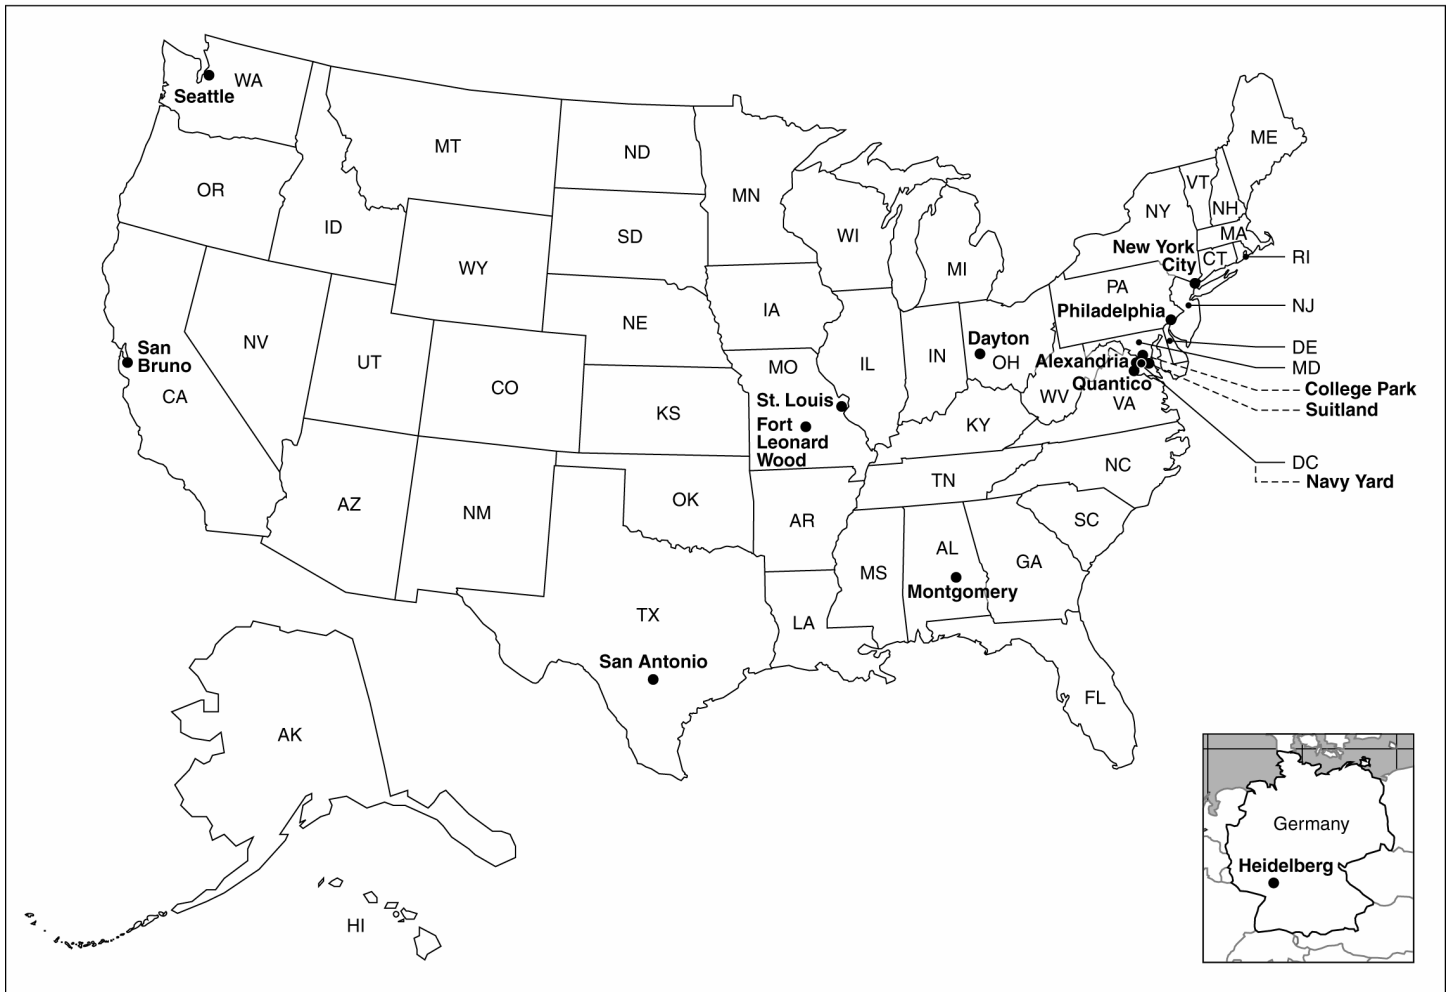 WA
Seattle
MT
ND
ME
OR
MN
VT
ID
SD
WI
NY
NH
MA
New York
City
CT
RI
WY
MI
PA
IA
Philadelphia
NJ
NE
San
Bruno
NV
UT
CO
MO
IL
IN
Dayton
OH
Alexandria
DE
MD
Quantico
College Park
CA
KS
St. Louis
WV
VA
Suitland
Fort
Leonard
Wood
KY
NC
DC
Navy Yard
TN
AZ
NM
OK
AR
SC
MS
AL
GA
Montgomery
TX
LA
San Antonio
FL
AK
HI
Germany
Heidelberg